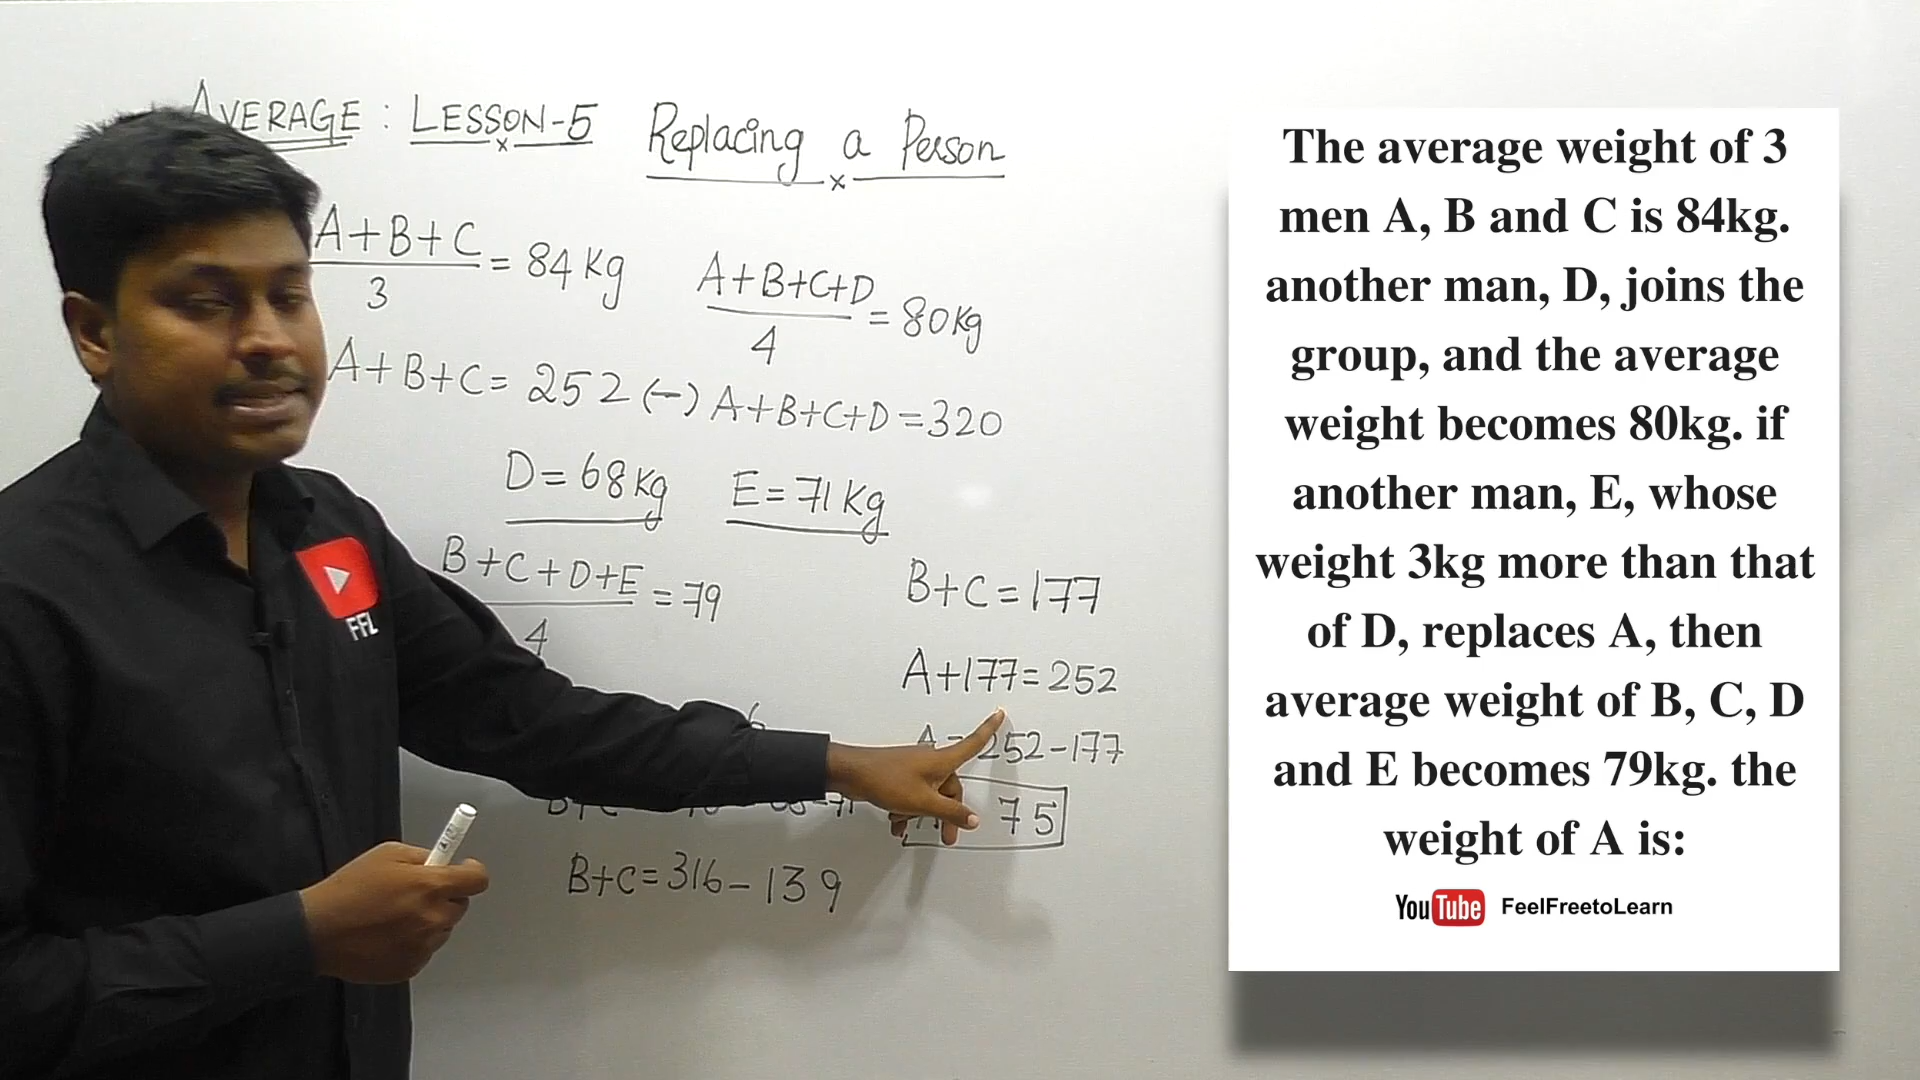 AVERAGE : LESSON-5 Replacing a Person
A+B+C
3
= 84 Kg
A+B+C+D
4
= 80 Kg
A+B+C= 252 (−) A+B+C+D = 320
D = 68 Kg E = 71 Kg
B+C+D+E
4
= 79
B+C = 177
A+177 = 252
252-177
75
B+C = 316 - 139
FFL
The average weight of 3
men A, B and C is 84kg.
another man, D, joins the
group, and the average
weight becomes 80kg. if
another man, E, whose
weight 3kg more than that
of D, replaces A, then
average weight of B, C, D
and E becomes 79kg. the
weight of A is:
YouTube FeelFreetoLearn